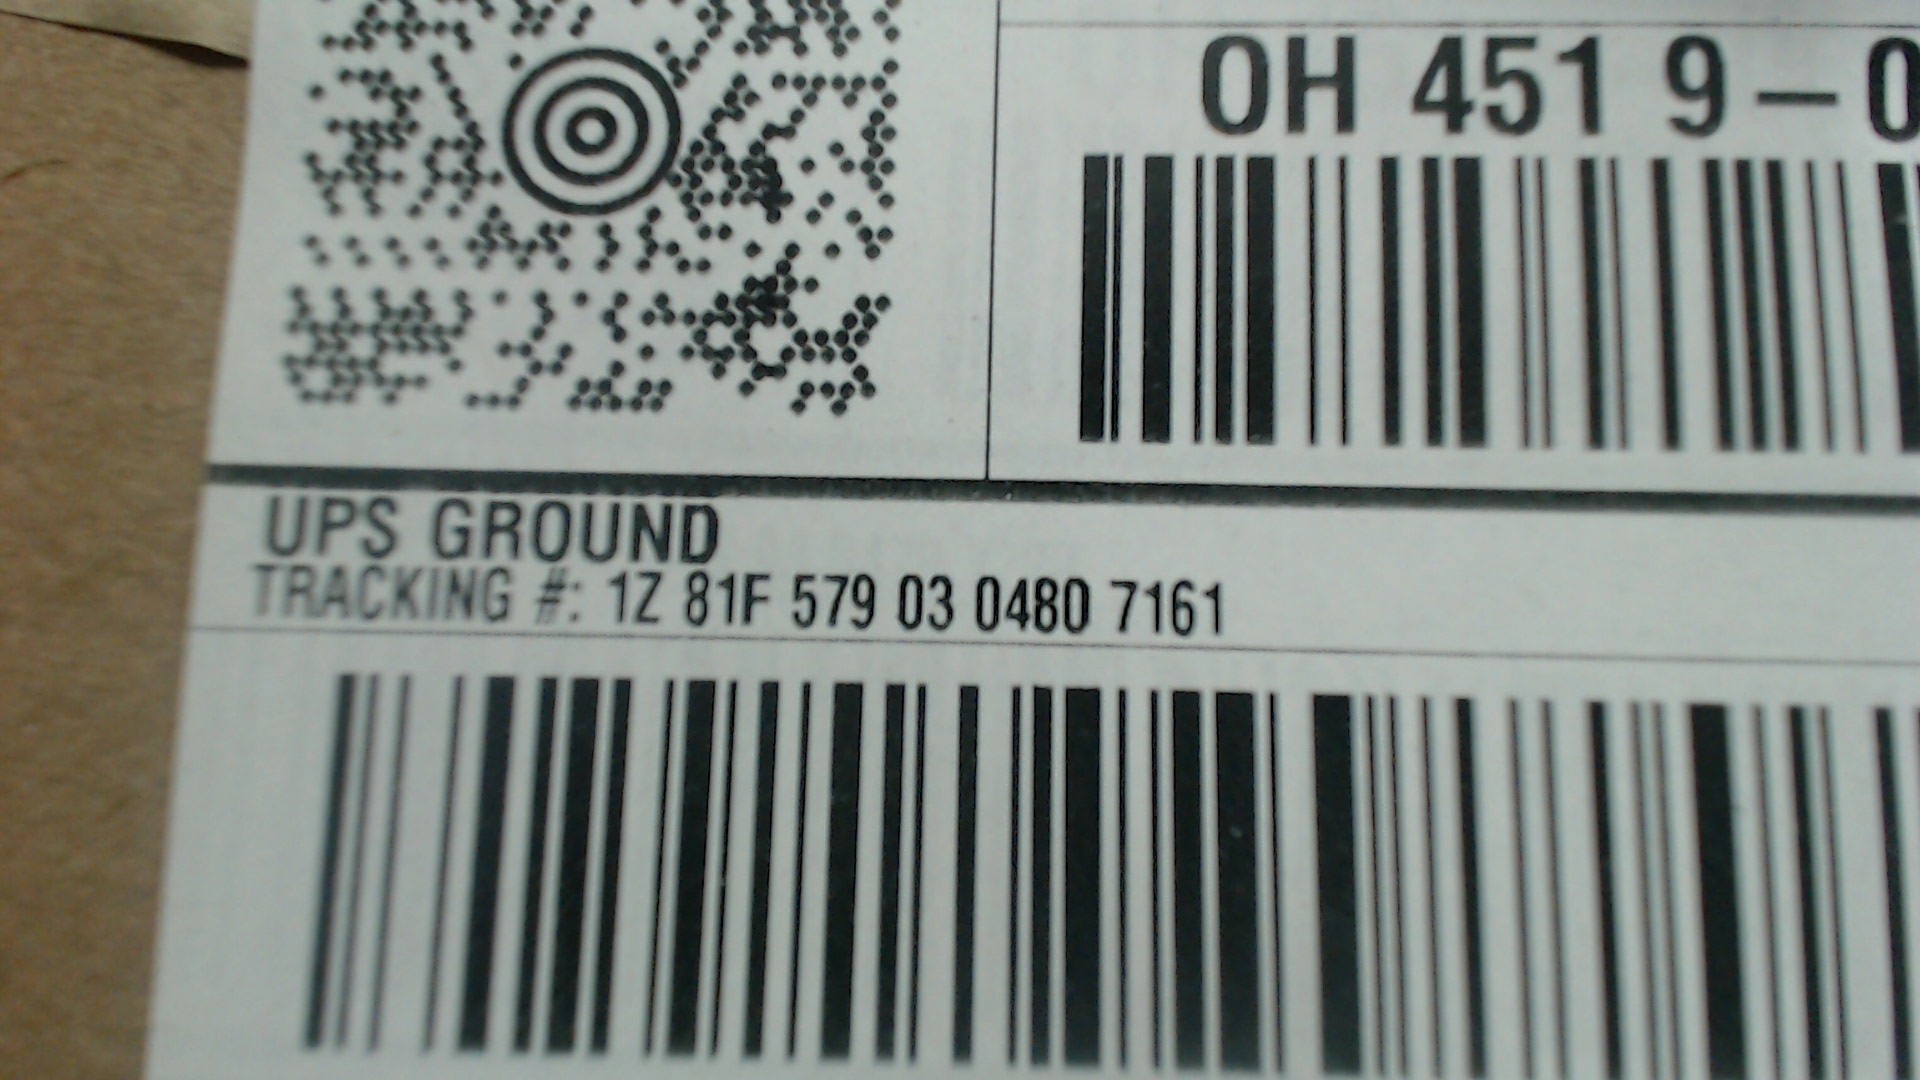 OH 451 9-0
UPS GROUND
TRACKING #: 1Z 81F 579 03 0480 7161